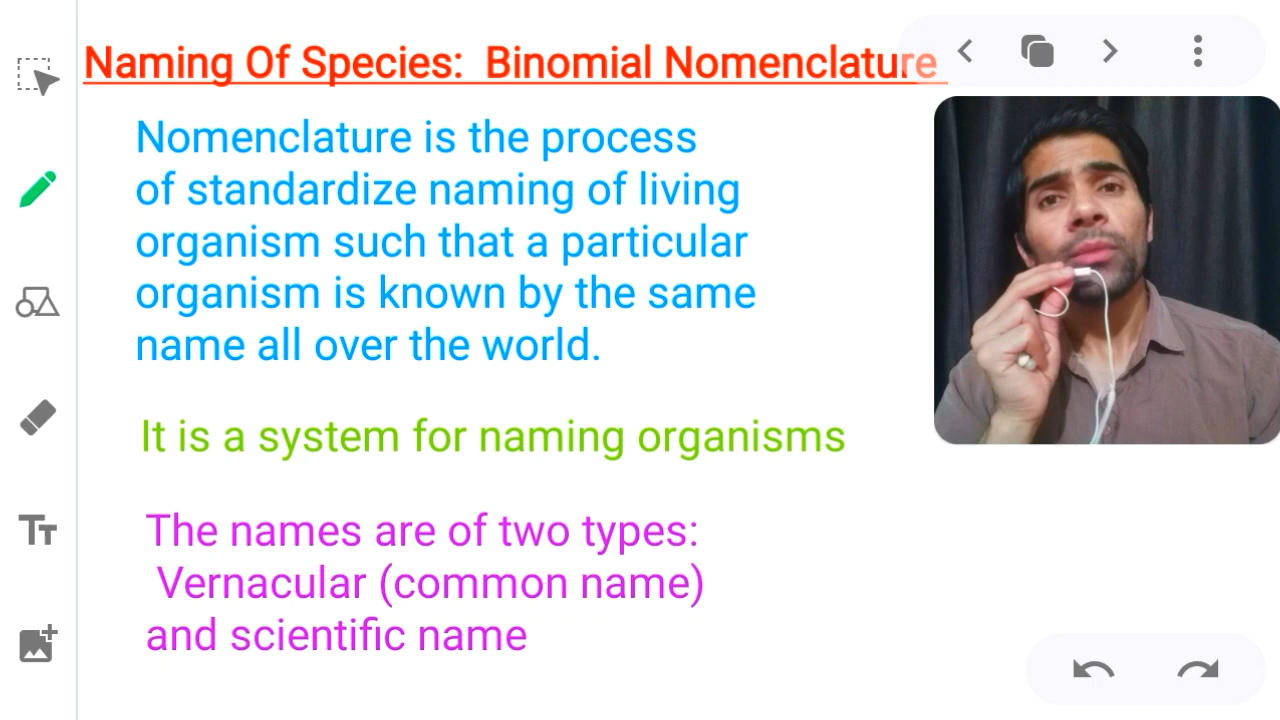 Naming Of Species: Binomial Nomenclature
Nomenclature is the process
of standardize naming of living
organism such that a particular
organism is known by the same
name all over the world.
It is a system for naming organisms
The names are of two types:
Vernacular (common name)
and scientific name
TT